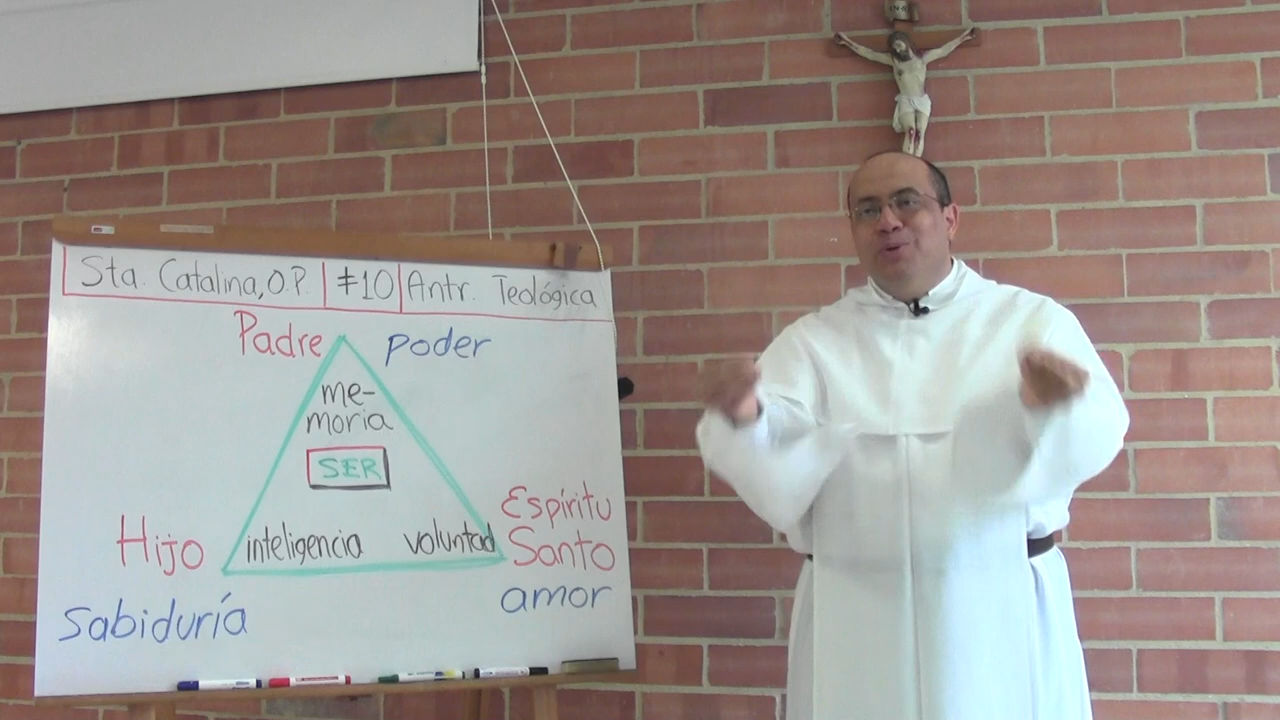 Sta. Catalina, O.P. #10 Antr. Teológica
Padre poder
me-
moria
SER
Espíritu
Hijo inteligencia voluntad Santo
Sabiduría amor